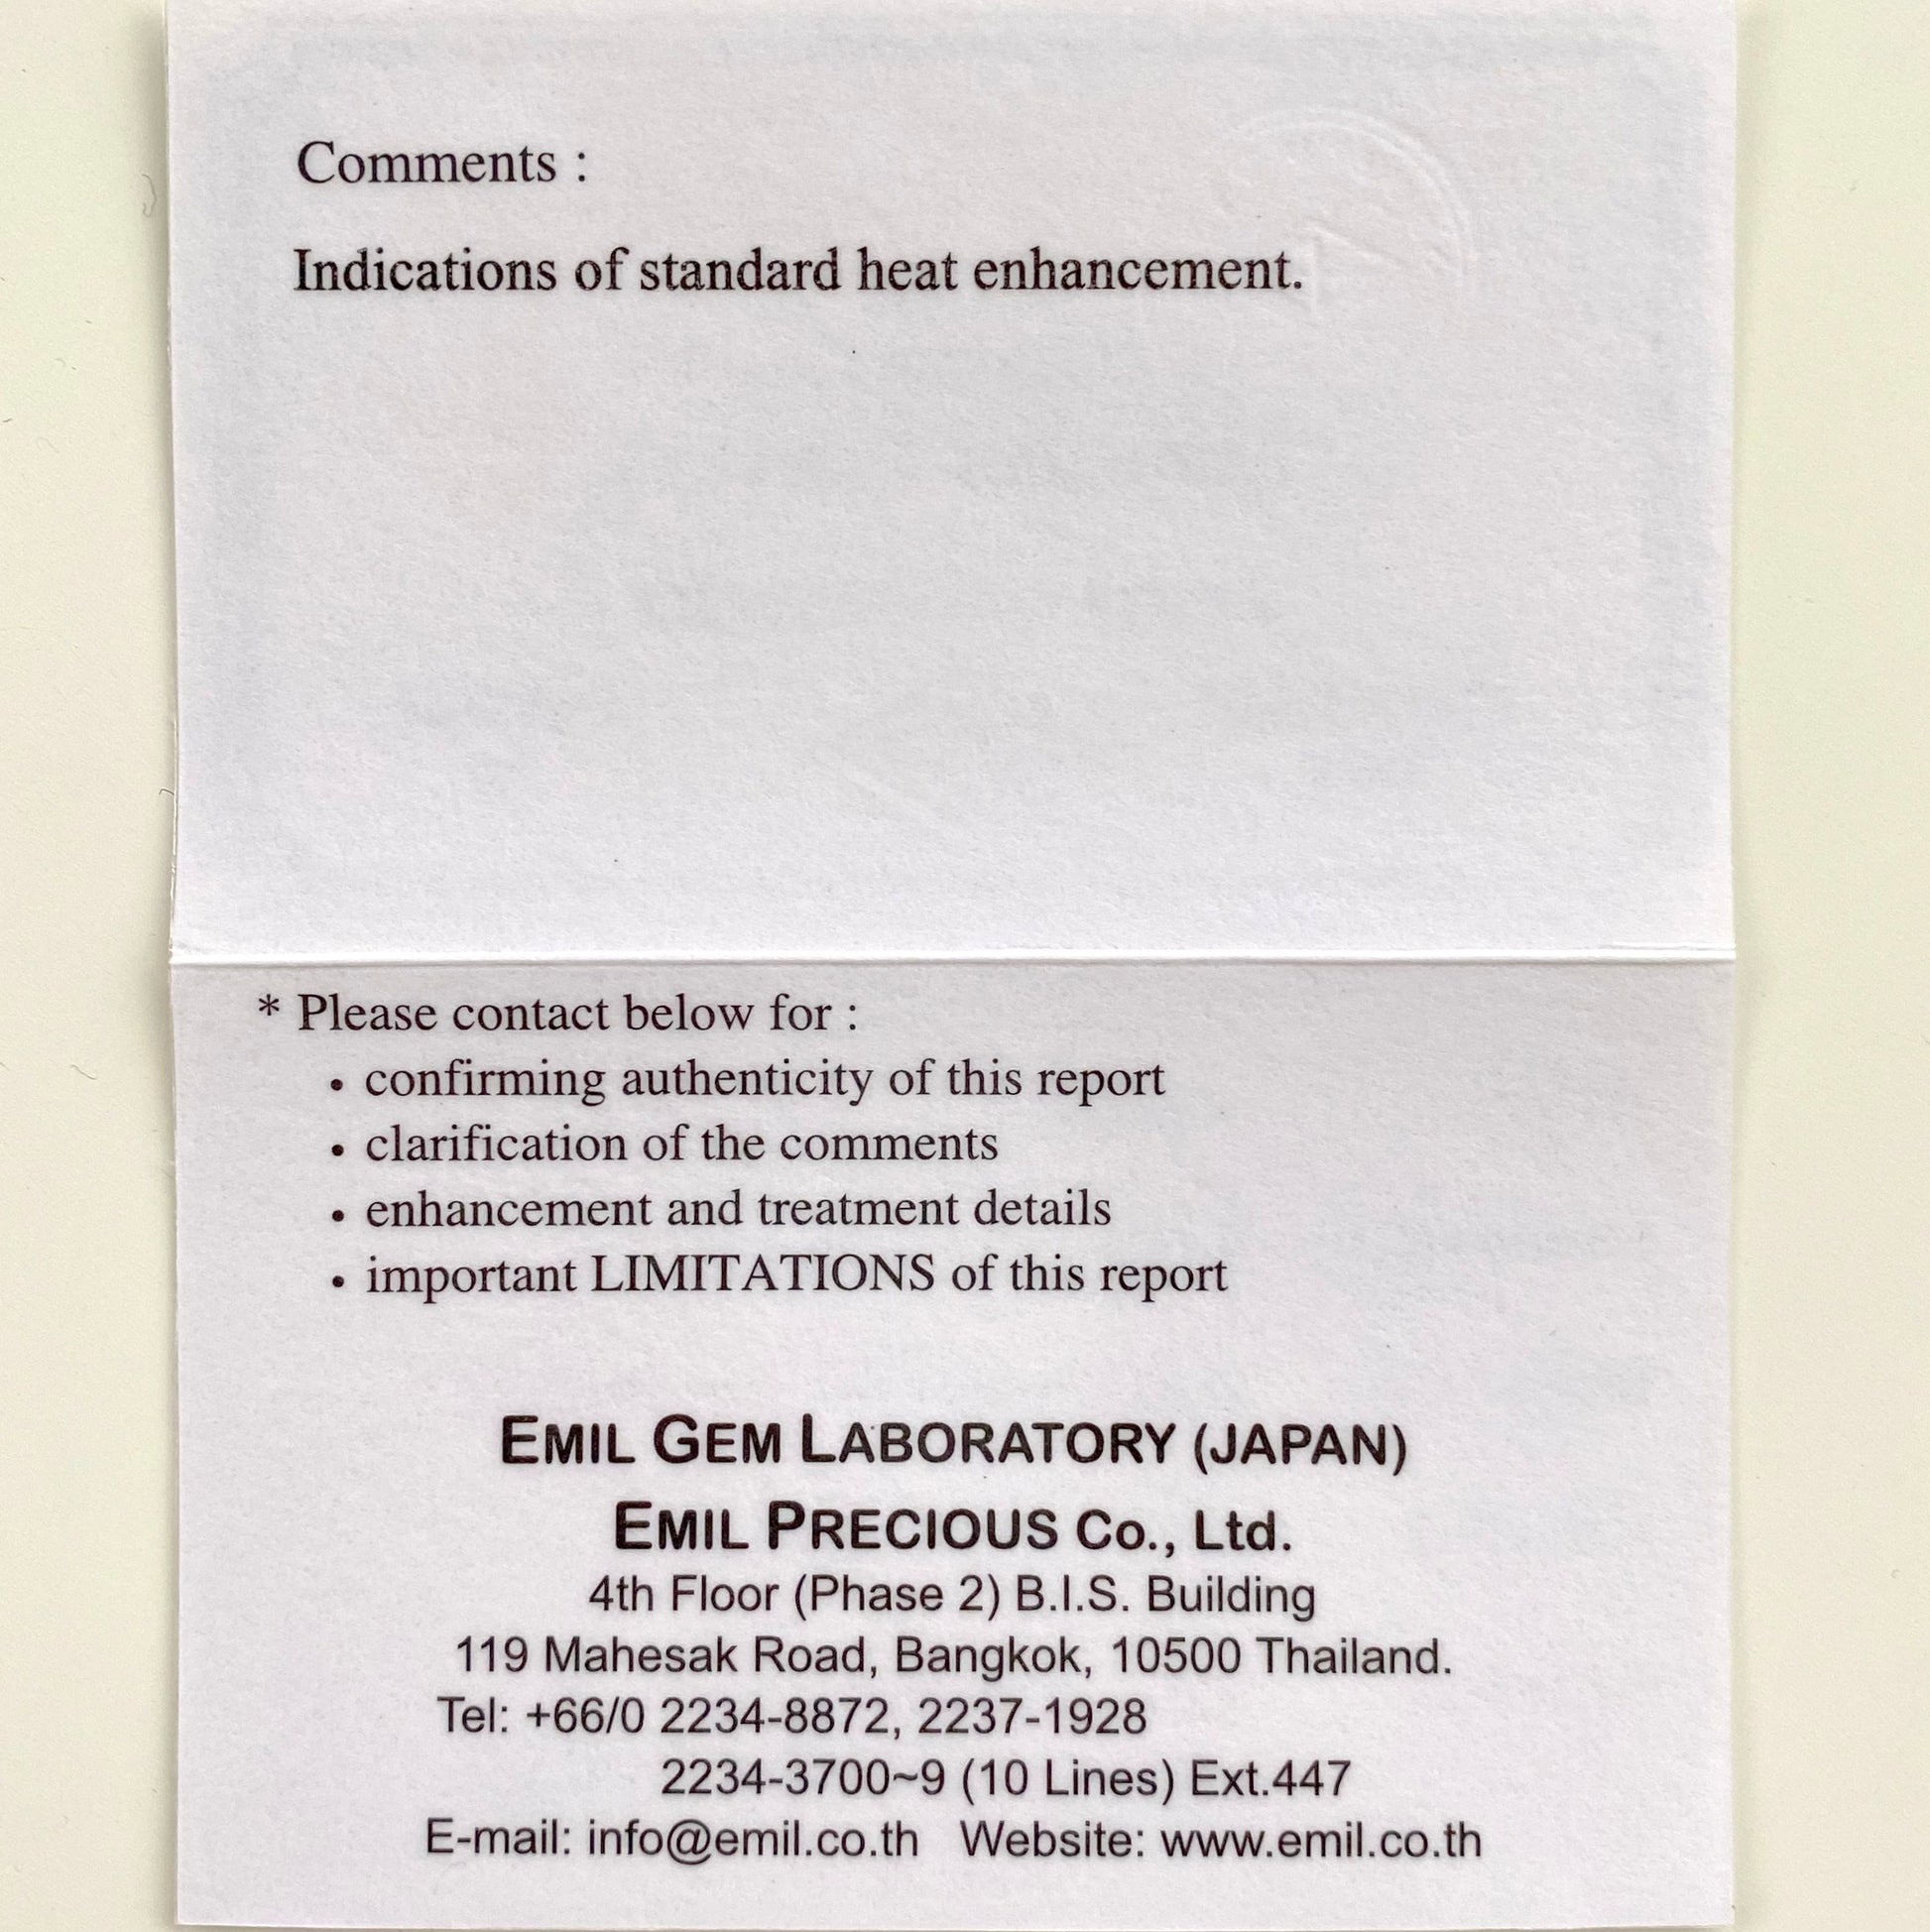 Comments :
Indications of standard heat enhancement.
* Please contact below for :
• confirming authenticity of this report
• clarification of the comments
• enhancement and treatment details
• important LIMITATIONS of this report
EMIL GEM LABORATORY (JAPAN)
EMIL PRECIOUS Co., Ltd.
4th Floor (Phase 2) B.I.S. Building
119 Mahesak Road, Bangkok, 10500 Thailand.
Tel: +66/0 2234-8872, 2237-1928
2234-3700~9 (10 Lines) Ext.447
E-mail: info@emil.co.th   Website: www.emil.co.th